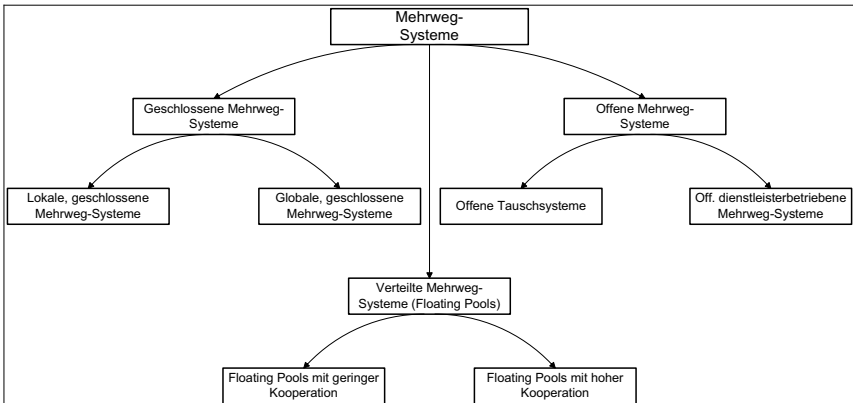 Mehrweg-
Systeme
Geschlossene Mehrweg-
Systeme
Offene Mehrweg-
Systeme
Lokale, geschlossene
Mehrweg-Systeme
Globale, geschlossene
Mehrweg-Systeme
Offene Tauschsysteme
Off. dienstleisterbetriebene
Mehrweg-Systeme
Verteilte Mehrweg-
Systeme (Floating Pools)
Floating Pools mit geringer
Kooperation
Floating Pools mit hoher
Kooperation